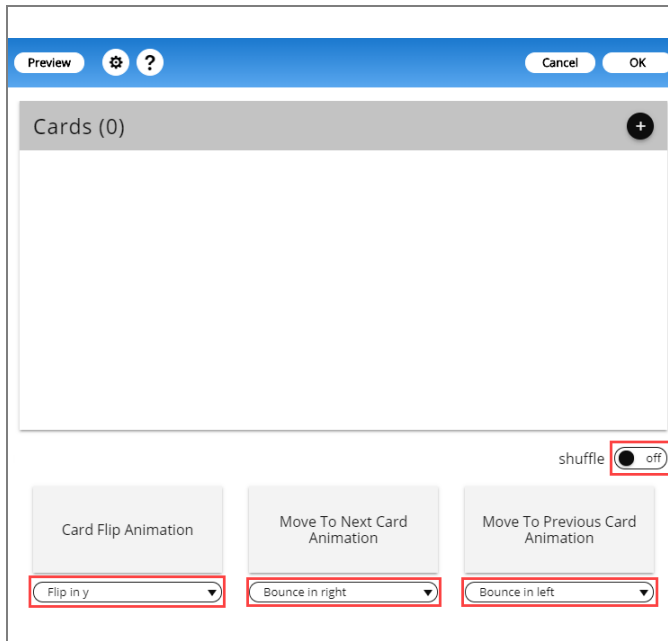 Preview ? Cancel OK
Cards (0) +
shuffle off
Card Flip Animation
Move To Next Card
Animation
Move To Previous Card
Animation
Flip in y
Bounce in right
Bounce in left